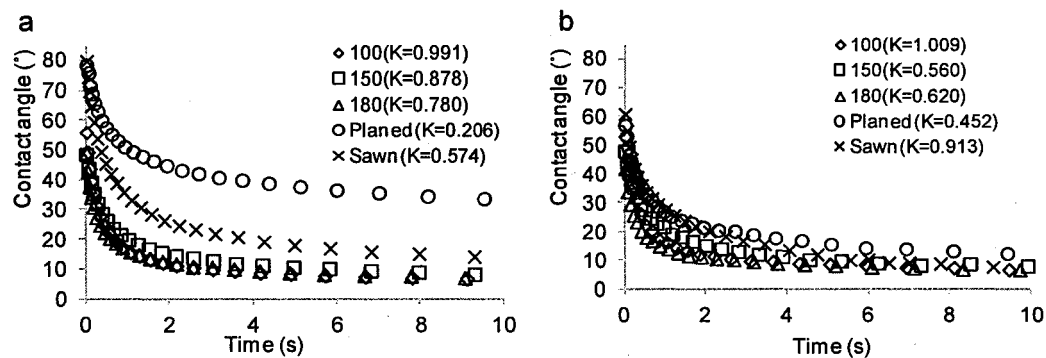 a
100(K=0.991)
150(K=0.878)
180(K=0.780)
Planed(K=0.206)
Sawn(K=0.574)
Contactangle(°)
80
70
60
50
40
30
20
10
0
0 2 4 6 8 10
Time (s)
b
100(K=1.009)
150(K=0.560)
180(K=0.620)
Planed(K=0.452)
Sawn(K=0.913)
Contactangle(°)
80
70
60
50
40
30
20
10
0
0 2 4 6 8 10
Time (s)